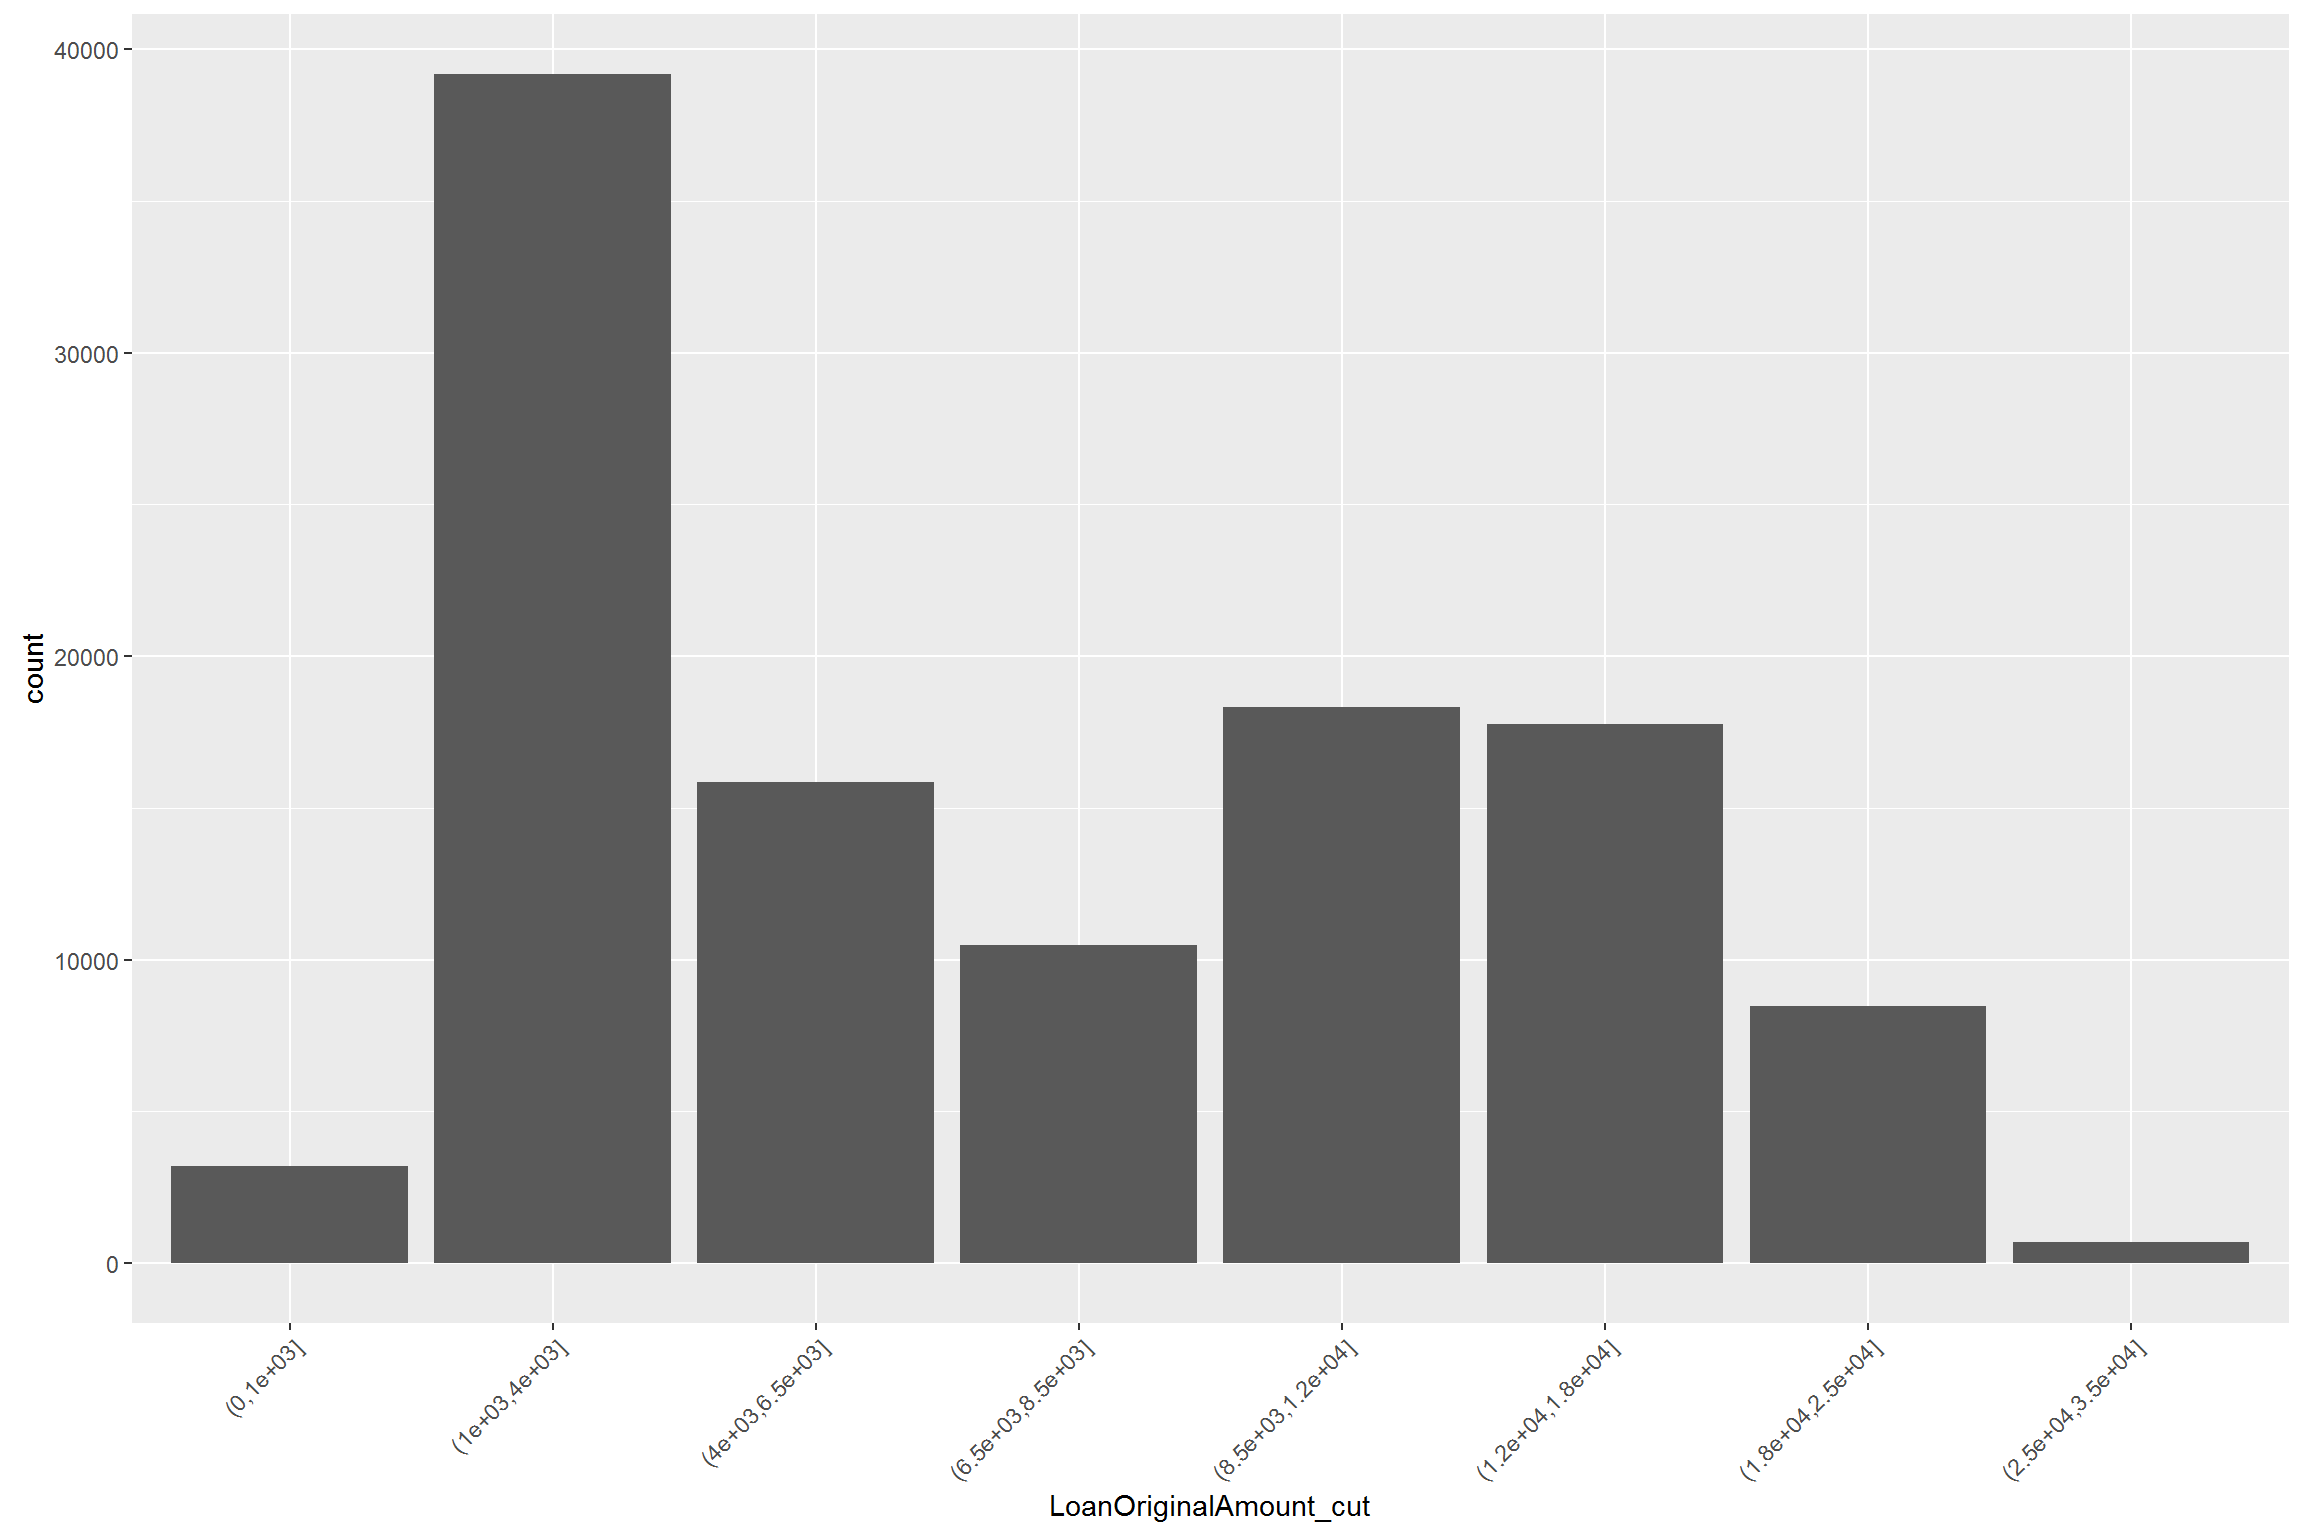 40000
30000
20000
10000
0
count
(0,1e+03]
(1e+03,4e+03]
(4e+03,6.5e+03]
(6.5e+03,8.5e+03]
(8.5e+03,1.2e+04]
(1.2e+04,1.8e+04]
(1.8e+04,2.5e+04]
(2.5e+04,3.5e+04]
LoanOriginalAmount_cut